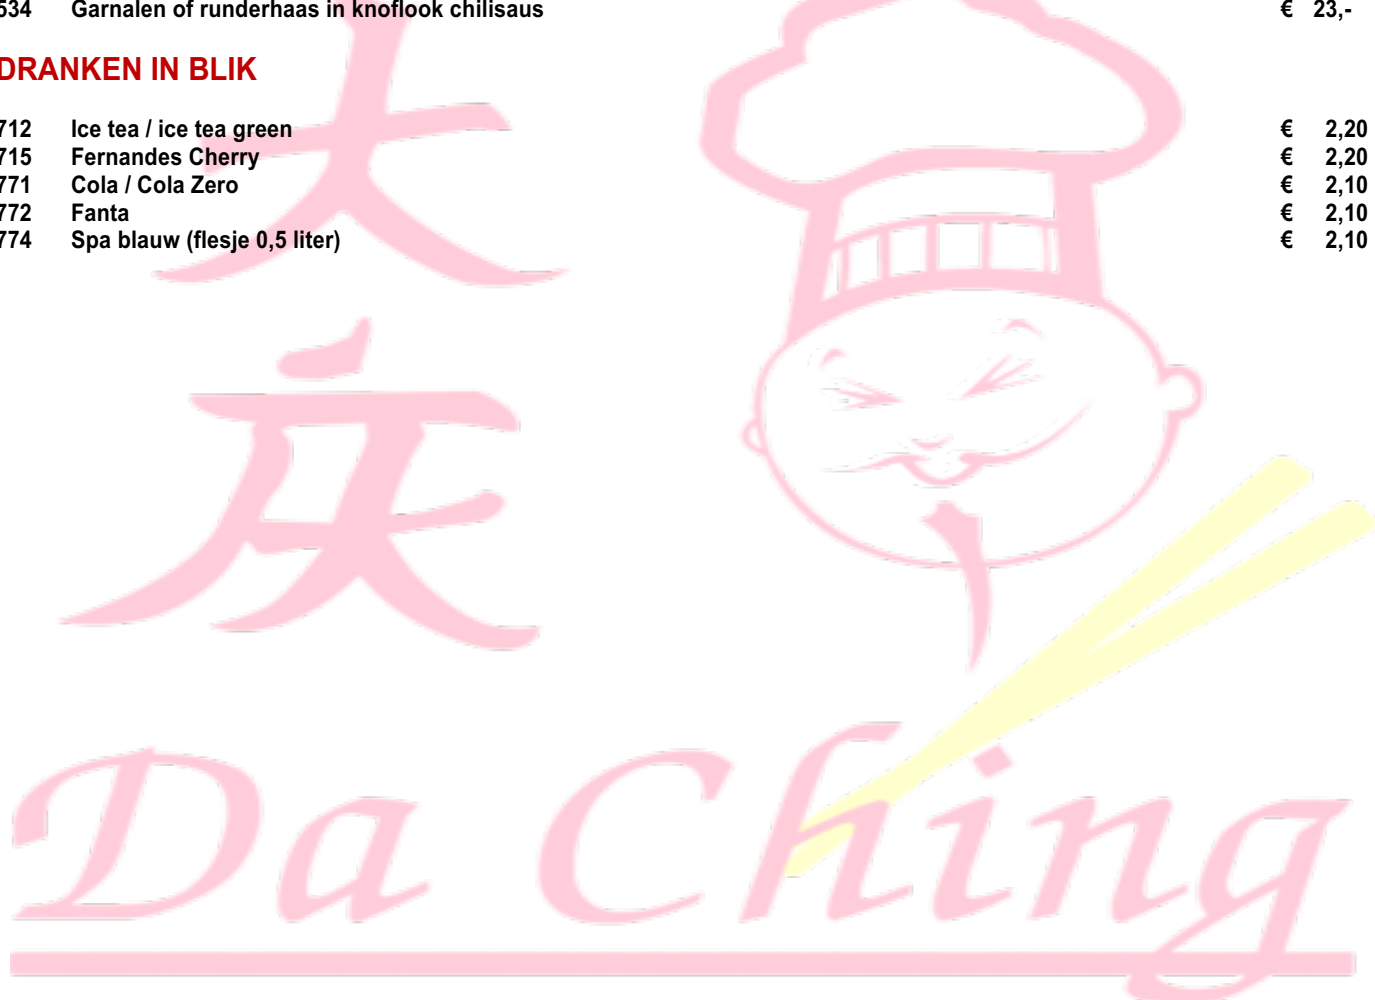 534 Garnalen of runderhaas in knoflook chilisaus € 23,-
DRANKEN IN BLIK
712 Ice tea / ice tea green € 2,20
715 Fernandes Cherry € 2,20
771 Cola / Cola Zero € 2,10
772 Fanta € 2,10
774 Spa blauw (flesje 0,5 liter) € 2,10
大
庆
Da Ching